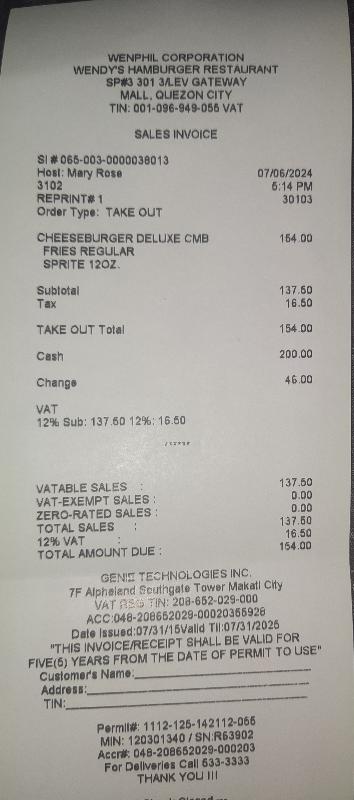 WENPHIL CORPORATION
WENDY'S HAMBURGER RESTAURANT
SP#3 301 3/LEV GATEWAY
MALL, QUEZON CITY
TIN: 001-096-949-056 VAT
SALES INVOICE
SI # 065-003-0000038013
Host: Mary Rose 07/06/2024
3102 5:14 PM
REPRINT# 1 30103
Order Type: TAKE OUT
CHEESEBURGER DELUXE CMB 154.00
FRIES REGULAR
SPRITE 12OZ.
Subtotal 137.50
Tax 16.50
TAKE OUT Total 154.00
Cash 200.00
Change 46.00
VAT
12% Sub: 137.50 12%: 16.50
VATABLE SALES : 137.50
VAT-EXEMPT SALES : 0.00
ZERO-RATED SALES : 0.00
TOTAL SALES : 137.50
12% VAT : 16.50
TOTAL AMOUNT DUE : 154.00
GENIE TECHNOLOGIES INC.
7F Alphaland Southgate Tower Makati City
VAT REG TIN: 208-652-029-000
ACC:048-208652029-00020355928
Date Issued:07/31/15Valid Til:07/31/2025
"THIS INVOICE/RECEIPT SHALL BE VALID FOR
FIVE(5) YEARS FROM THE DATE OF PERMIT TO USE"
Customer's Name:
Address:
TIN:
Permit#: 1112-125-142112-055
MIN: 120301340 / SN:R63902
Accr#: 048-208652029-000203
For Deliveries Call 533-3333
THANK YOU !!!